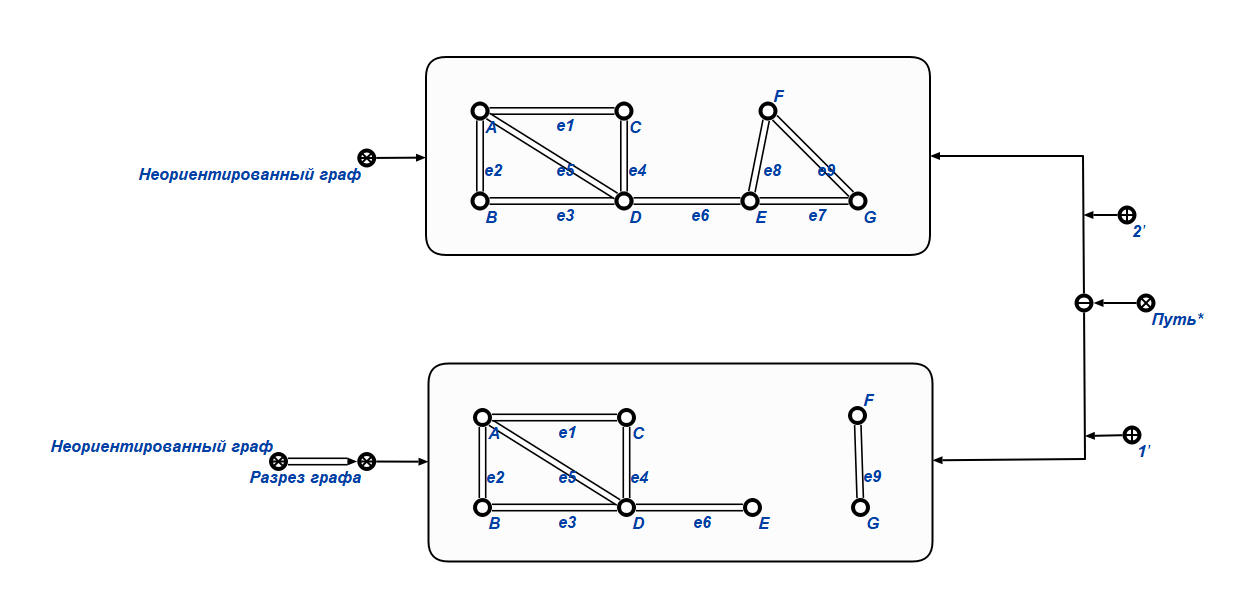 F
A
e1
C
Неориентированный граф
e2
e5
e4
e8
e9
B
e3
D
e6
E
e7
G
2'
Путь*
F
A
e1
C
1'
Неориентированный граф
Разрез графа
e2
e5
e4
e9
B
e3
D
e6
E
G